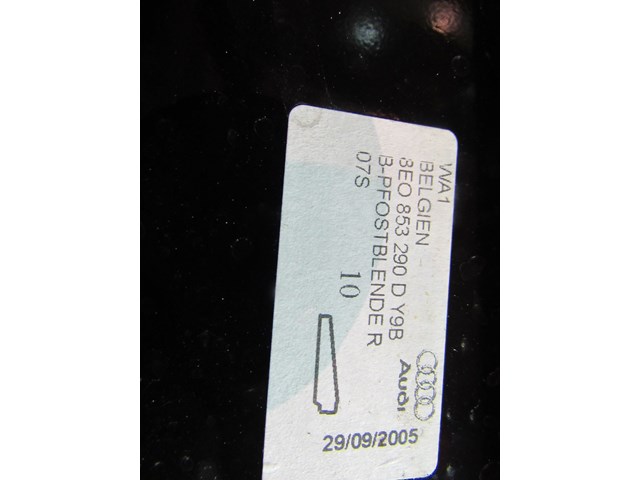 WA1
BELGIEN
8E0 853 290 D Y9B
B-PFOSTBLENDE R
07S
10
Audi
29/09/2005